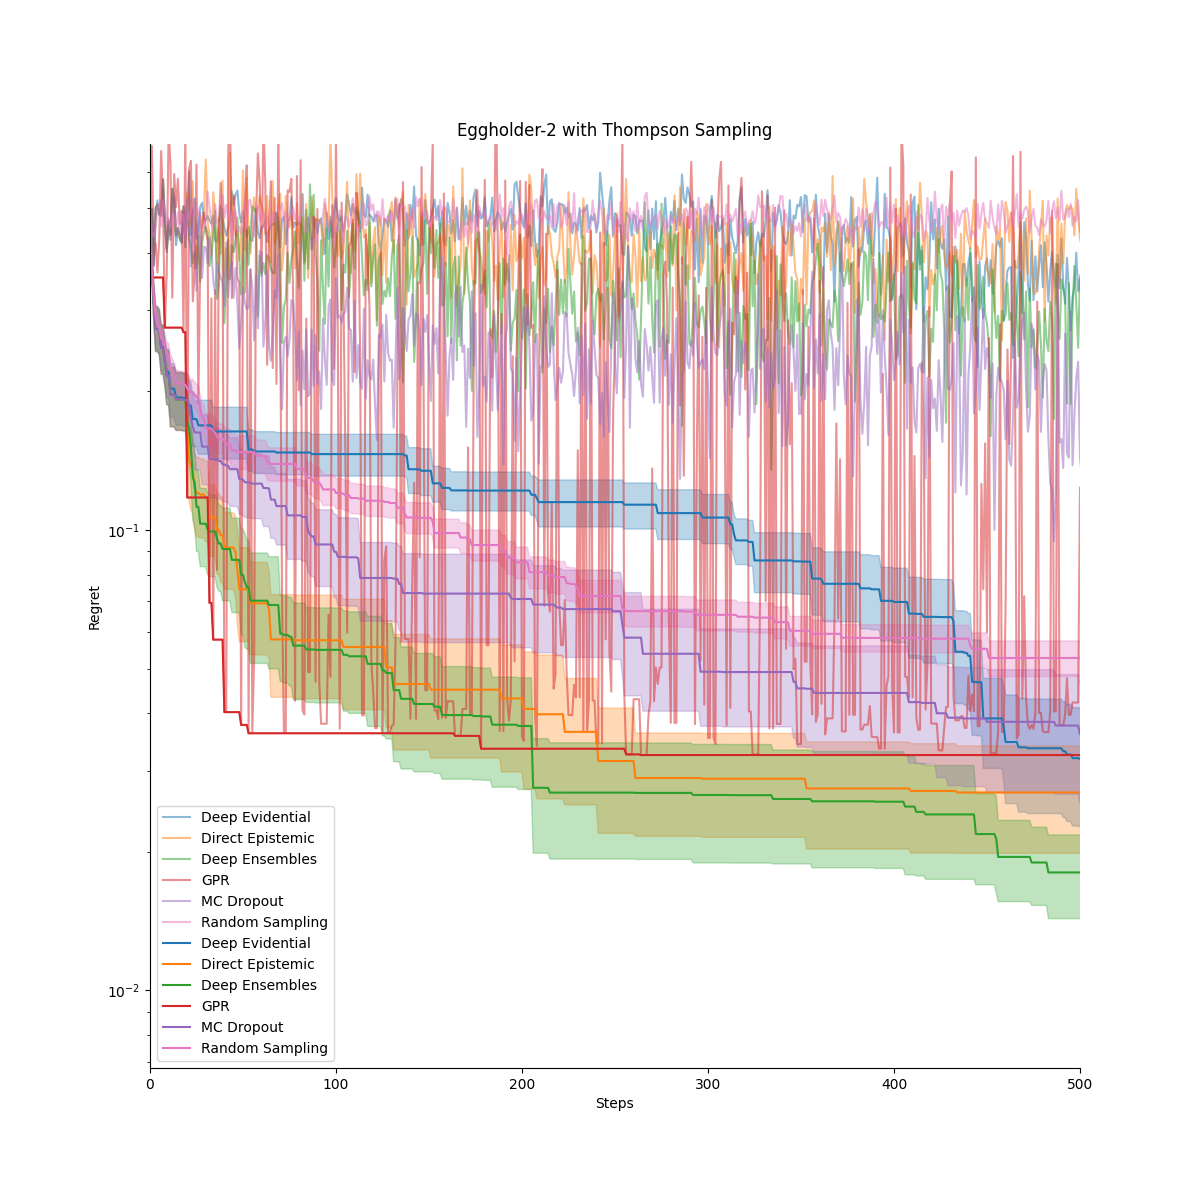 Eggholder-2 with Thompson Sampling
Regret
10⁻¹
10⁻²
Deep Evidential
Direct Epistemic
Deep Ensembles
GPR
MC Dropout
Random Sampling
Deep Evidential
Direct Epistemic
Deep Ensembles
GPR
MC Dropout
Random Sampling
0 100 200 300 400 500
Steps